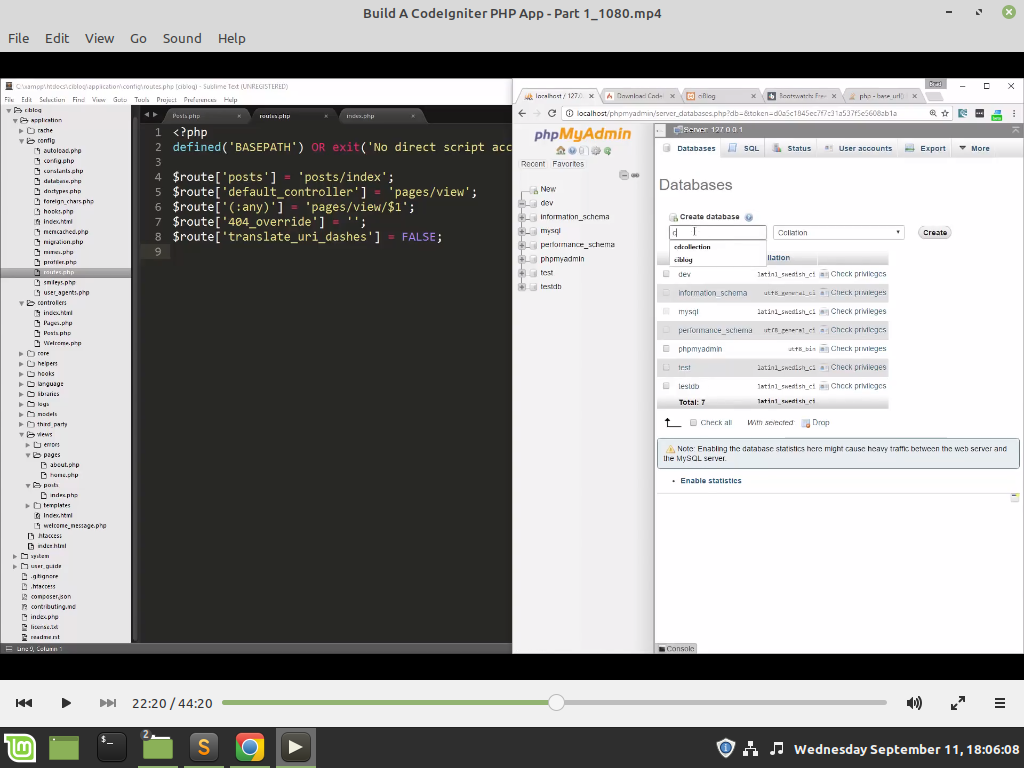 Build A CodeIgniter PHP App - Part 1_1080.mp4
File Edit View Go Sound Help
C:\xampp\htdocs\ciblog\application\config\routes.php (ciblog) - Sublime Text (UNREGISTERED)
File Edit Selection Find View Goto Tools Project Preferences Help
ciblog
application
cache
config
autoload.php
config.php
constants.php
database.php
doctypes.php
foreign_chars.php
hooks.php
index.html
memcached.php
migration.php
mimes.php
profiler.php
routes.php
smileys.php
user_agents.php
controllers
index.html
Pages.php
Posts.php
Welcome.php
core
helpers
hooks
language
libraries
logs
models
third_party
views
errors
pages
about.php
home.php
posts
index.php
templates
index.html
welcome_message.php
.htaccess
index.html
system
user_guide
.gitignore
.htaccess
composer.json
contributing.md
index.php
license.txt
readme.rst
Line 9, Column 1
Posts.php routes.php index.php
1 <?php
2 defined('BASEPATH') OR exit('No direct script acc
3
4 $route['posts'] = 'posts/index';
5 $route['default_controller'] = 'pages/view';
6 $route['(:any)'] = 'pages/view/$1';
7 $route['404_override'] = '';
8 $route['translate_uri_dashes'] = FALSE;
9
Brad
localhost / 127.0 Download CodeI ciBlog Bootswatch: Free php - base_url()
localhost/phpmyadmin/server_databases.php?db=&token=d0a5c1845ec7f7c31a537f5e5608ab1a
phpMyAdmin
Recent Favorites
New
dev
information_schema
mysql
performance_schema
phpmyadmin
test
testdb
Server: 127.0.0.1
Databases SQL Status User accounts Export More
Databases
Create database
c Collation Create
cdcollection
ciblog
llation
dev latin1_swedish_ci Check privileges
information_schema utf8_general_ci Check privileges
mysql latin1_swedish_ci Check privileges
performance_schema utf8_general_ci Check privileges
phpmyadmin utf8_bin Check privileges
test latin1_swedish_ci Check privileges
testdb latin1_swedish_ci Check privileges
Total: 7 latin1_swedish_ci
Check all With selected: Drop
Note: Enabling the database statistics here might cause heavy traffic between the web server and
the MySQL server.
Enable statistics
Console
22:20 / 44:20
2
S
Wednesday September 11, 18:06:08